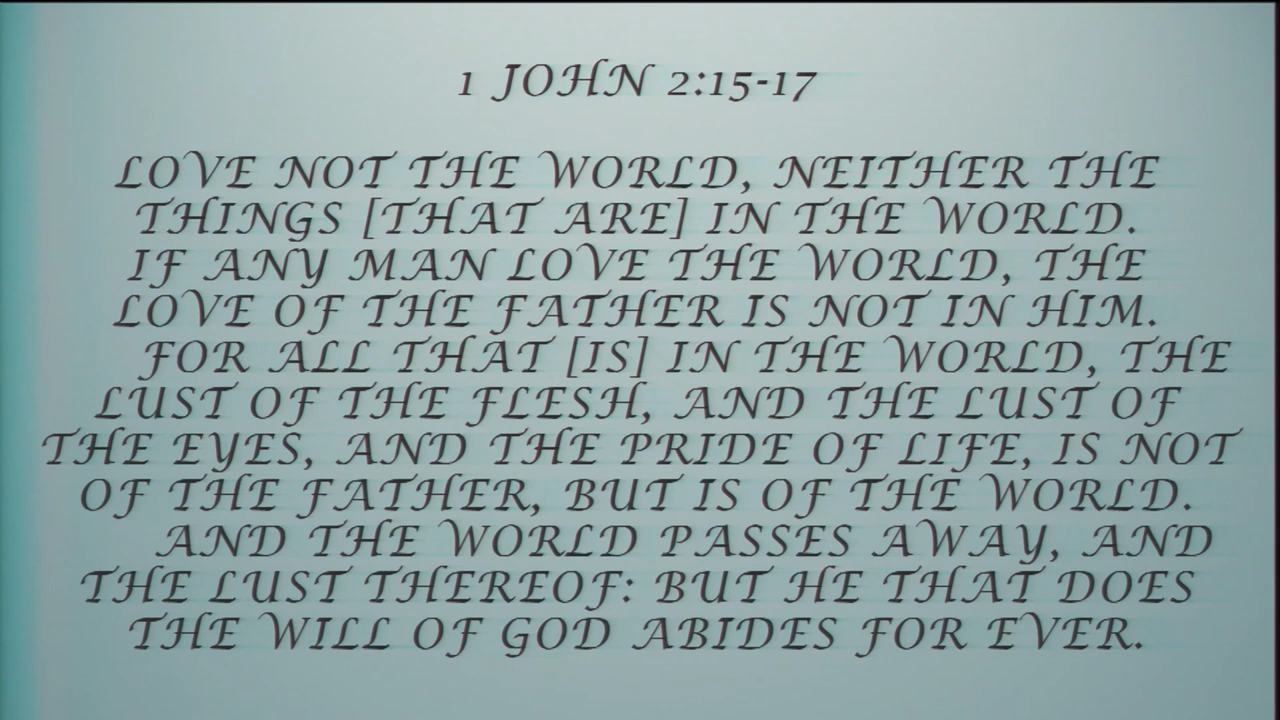 1 JOHN 2:15-17
LOVE NOT THE WORLD, NEITHER THE
THINGS [THAT ARE] IN THE WORLD.
IF ANY MAN LOVE THE WORLD, THE
LOVE OF THE FATHER IS NOT IN HIM.
FOR ALL THAT [IS] IN THE WORLD, THE
LUST OF THE FLESH, AND THE LUST OF
THE EYES, AND THE PRIDE OF LIFE, IS NOT
OF THE FATHER, BUT IS OF THE WORLD.
AND THE WORLD PASSES AWAY, AND
THE LUST THEREOF: BUT HE THAT DOES
THE WILL OF GOD ABIDES FOR EVER.